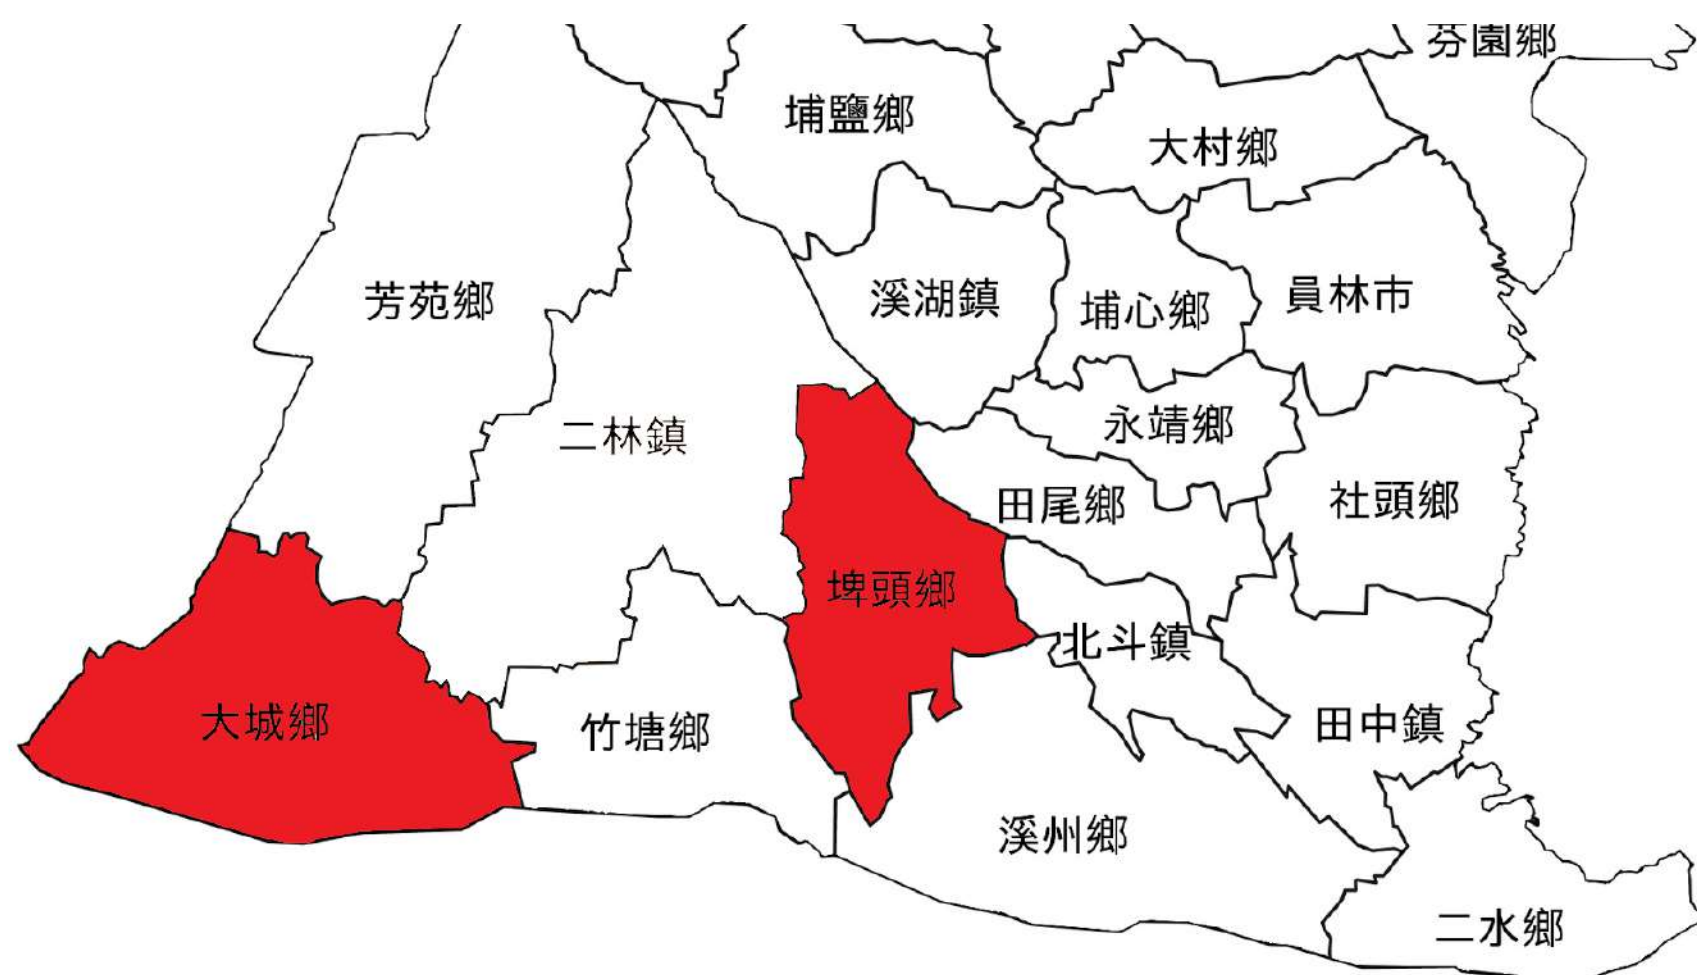 芬園鄉
埔鹽鄉
大村鄉
芳苑鄉
溪湖鎮
埔心鄉
員林市
二林鎮
永靖鄉
田尾鄉
社頭鄉
埤頭鄉
北斗鎮
大城鄉
竹塘鄉
田中鎮
溪州鄉
二水鄉